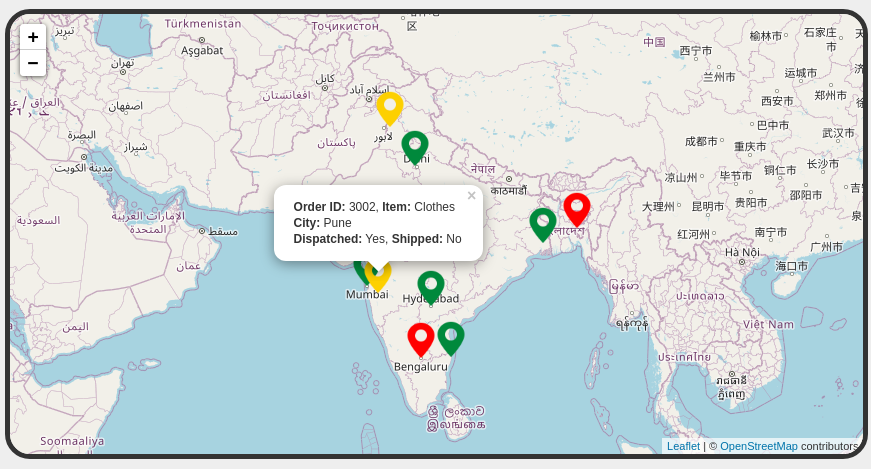 +
−
Türkmenistan
Тоҷикистон
区
Aşgabat
تبریز
تهران
کابل
اسلام آباد
افغانستان
اصفهان
شیراز
پاکستان
لاہور
Delhi
नेपाल
काठमाडौं
البصرة
مدينة الكويت
السعودية
الإمارات العربية
المتحدة
مسقط
عمان
اليمن
Soomaaliya
中国
西宁市
兰州市
榆林市
石家庄
市
运城市
郑州市
西安市
巴中市
成都市
重庆市
武汉市
长沙市
凉山州
毕节市
铜仁市
邵阳市
大理州
昆明市
贵阳市
红河州
南宁市
广州市
海口市
Hà Nội
မြန်မာ
ရန်ကုန်
ປະເທດລາວ
ประเทศไทย
Việt Nam
រាជធានី
ភ្នំពេញ
Order ID: 3002, Item: Clothes ×
City: Pune
Dispatched: Yes, Shipped: No
Mumbai
Hyderabad
Bengaluru
ශ්‍රී ලංකාව
இலங்கை
Leaflet | © OpenStreetMap contributors